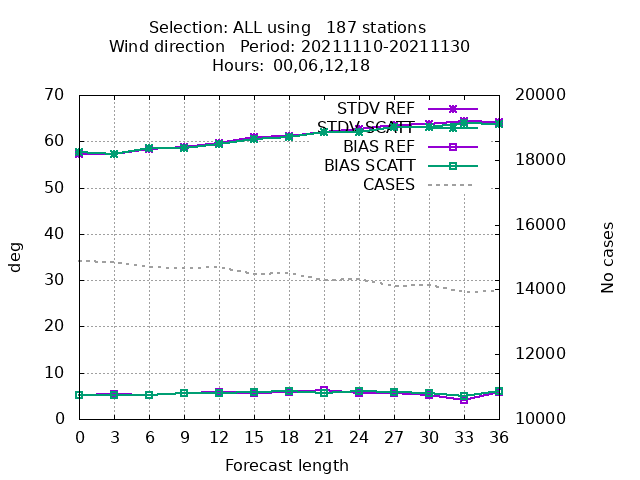 Selection: ALL using   187 stations
Wind direction   Period: 20211110-20211130
Hours:  00,06,12,18
70
60
50
40
30
20
10
0
deg
20000
18000
16000
14000
12000
10000
No cases
STDV REF
STDV SCATT
BIAS REF
BIAS SCATT
CASES
0 3 6 9 12 15 18 21 24 27 30 33 36
Forecast length